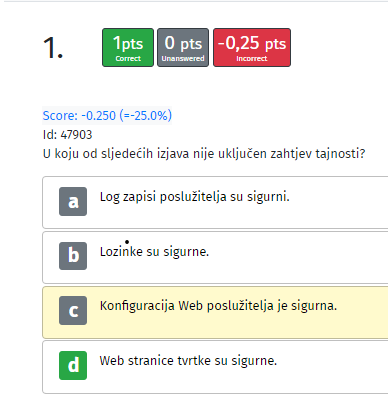 1.
1pts
Correct
0 pts
Unanswered
-0,25 pts
Incorrect
Score: -0.250 (=-25.0%)
Id: 47903
U koju od sljedećih izjava nije uključen zahtjev tajnosti?
a Log zapisi poslužitelja su sigurni.
b Lozinke su sigurne.
c Konfiguracija Web poslužitelja je sigurna.
d Web stranice tvrtke su sigurne.